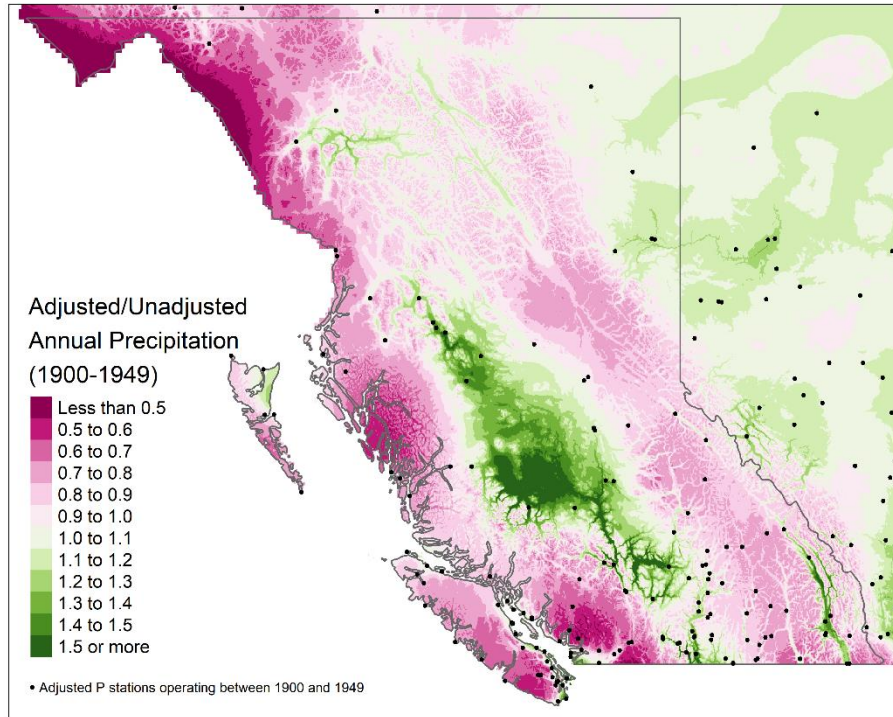 Adjusted/Unadjusted
Annual Precipitation
(1900-1949)
Less than 0.5
0.5 to 0.6
0.6 to 0.7
0.7 to 0.8
0.8 to 0.9
0.9 to 1.0
1.0 to 1.1
1.1 to 1.2
1.2 to 1.3
1.3 to 1.4
1.4 to 1.5
1.5 or more
• Adjusted P stations operating between 1900 and 1949